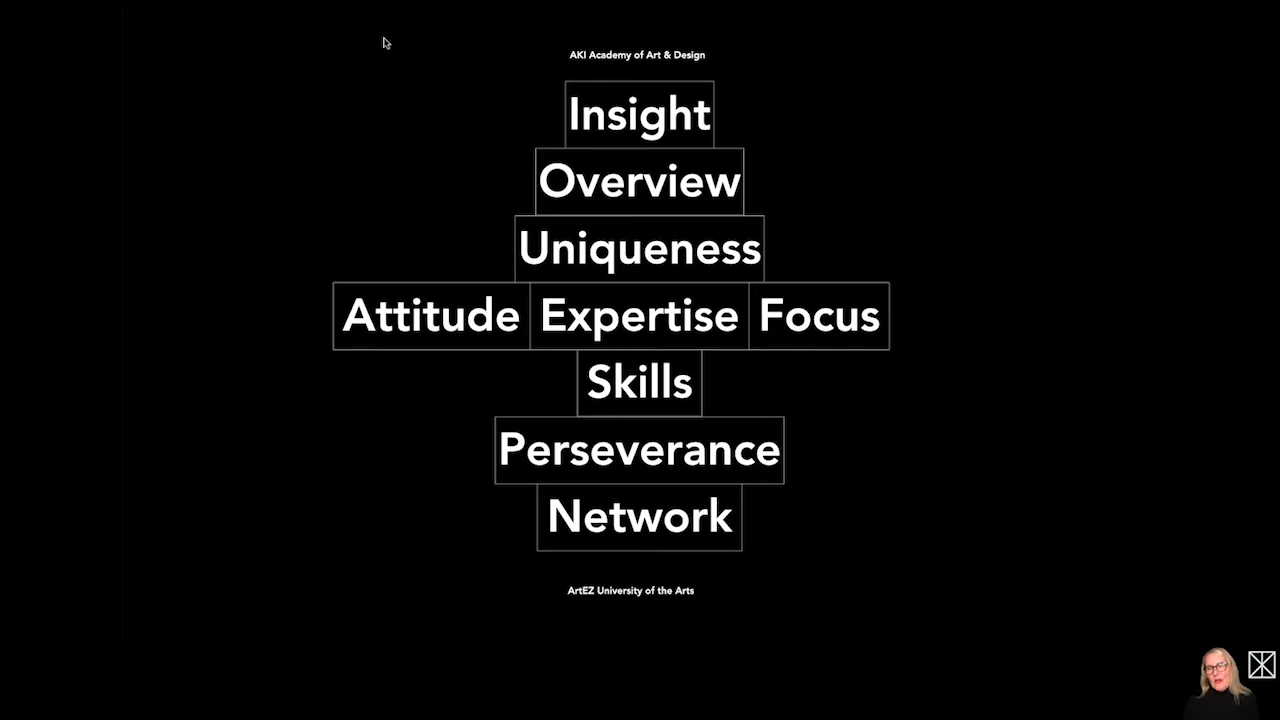 AKI Academy of Art & Design
Insight
Overview
Uniqueness
Attitude Expertise Focus
Skills
Perseverance
Network
ArtEZ University of the Arts